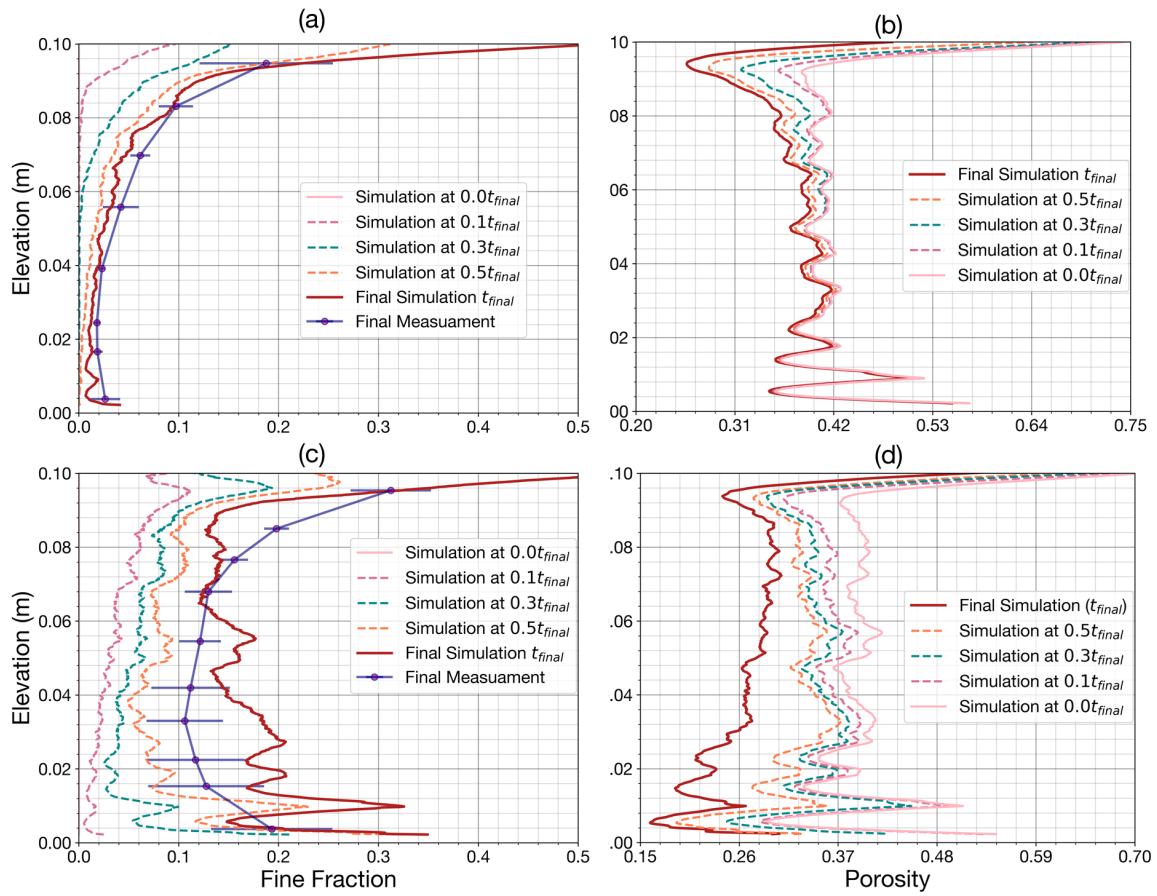 (a)
Elevation (m)
0.10
0.08
0.06
0.04
0.02
0.00
0.0 0.1 0.2 0.3 0.4 0.5
Simulation at 0.0t_final
Simulation at 0.1t_final
Simulation at 0.3t_final
Simulation at 0.5t_final
Final Simulation t_final
Final Measuament
(b)
10
08
06
04
02
00
0.20 0.31 0.42 0.53 0.64 0.75
Final Simulation t_final
Simulation at 0.5t_final
Simulation at 0.3t_final
Simulation at 0.1t_final
Simulation at 0.0t_final
(c)
Elevation (m)
0.10
0.08
0.06
0.04
0.02
0.00
0.0 0.1 0.2 0.3 0.4 0.5
Fine Fraction
Simulation at 0.0t_final
Simulation at 0.1t_final
Simulation at 0.3t_final
Simulation at 0.5t_final
Final Simulation t_final
Final Measuament
(d)
.10
.08
.06
.04
.02
.00
0.15 0.26 0.37 0.48 0.59 0.70
Porosity
Final Simulation (t_final)
Simulation at 0.5t_final
Simulation at 0.3t_final
Simulation at 0.1t_final
Simulation at 0.0t_final